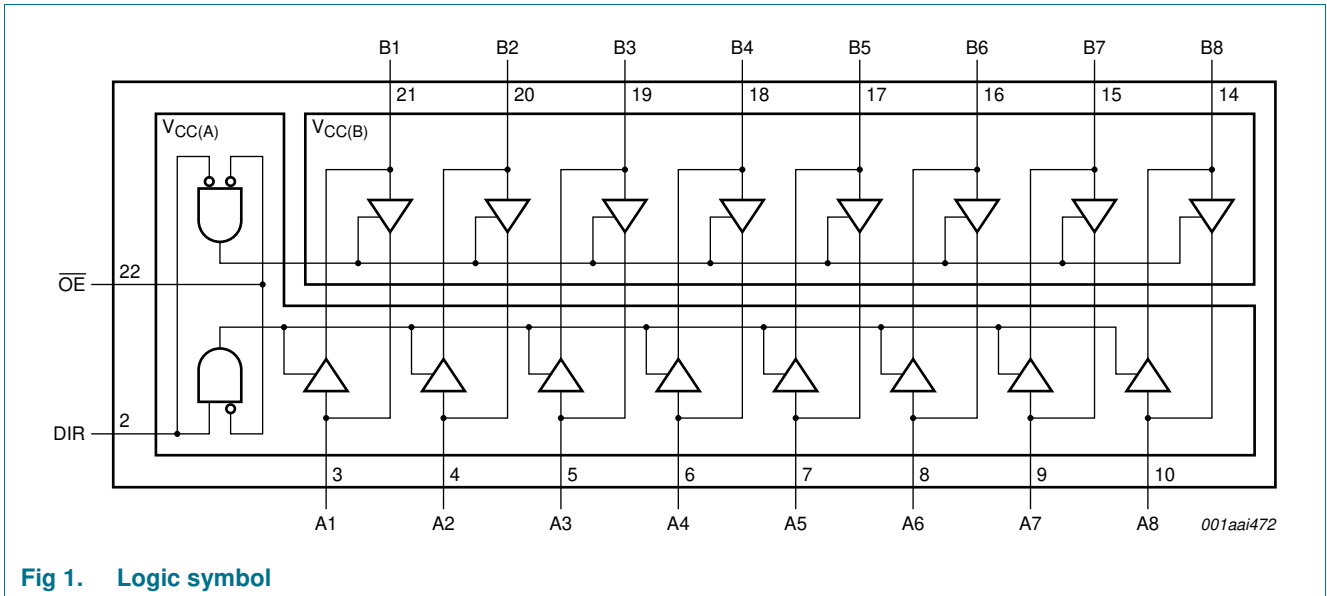 B1 B2 B3 B4 B5 B6 B7 B8
21 20 19 18 17 16 15 14
VCC(A) VCC(B)
OE 22
DIR 2
3 4 5 6 7 8 9 10
A1 A2 A3 A4 A5 A6 A7 A8 001aai472
Fig 1. Logic symbol